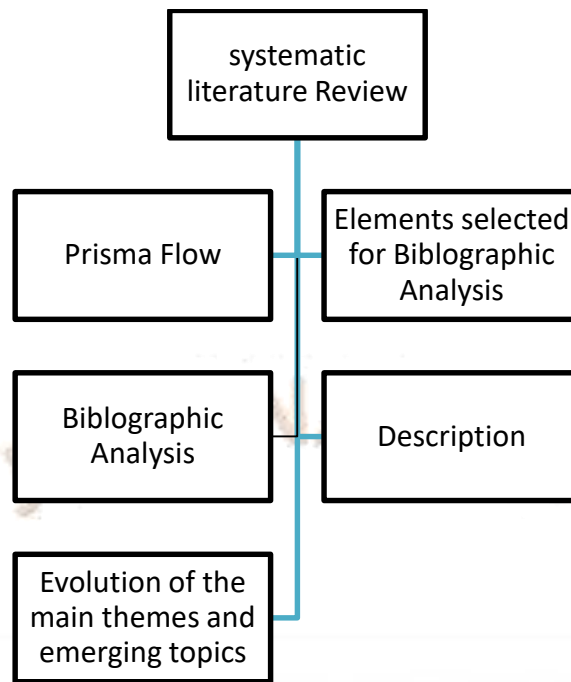 systematic
literature Review
Prisma Flow
Elements selected
for Biblographic
Analysis
Biblographic
Analysis
Description
Evolution of the
main themes and
emerging topics